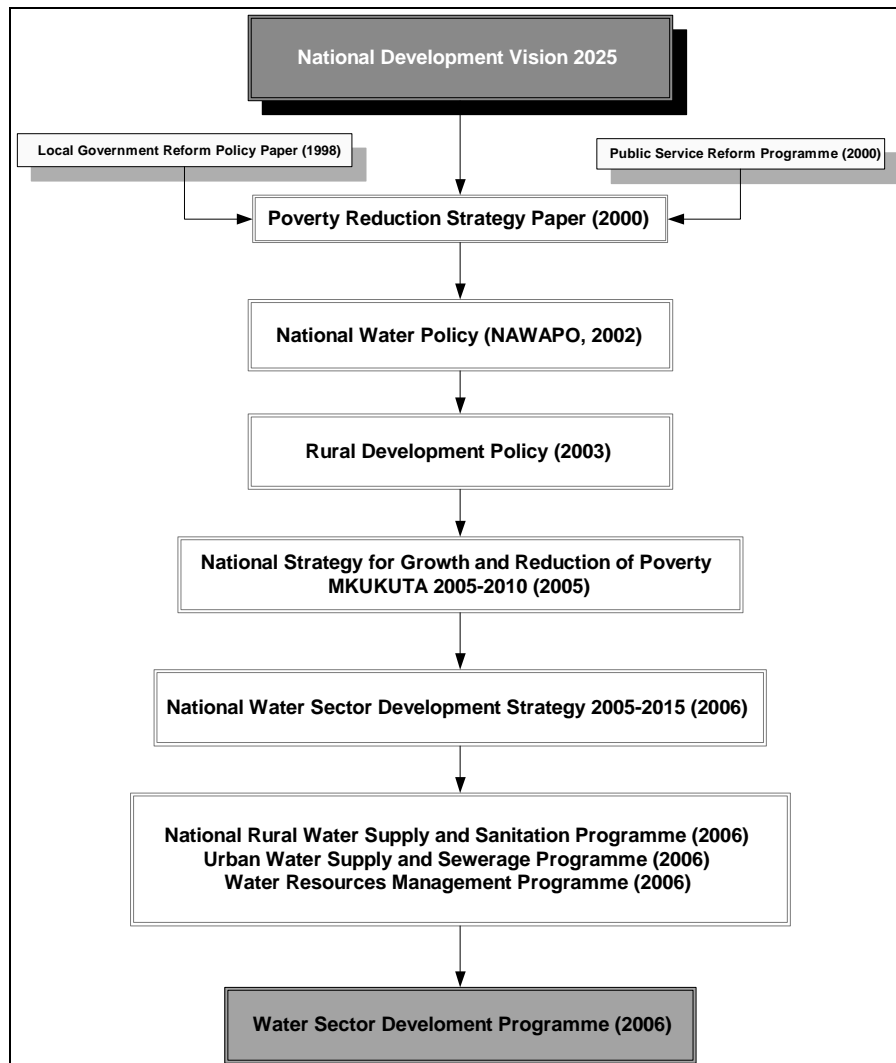 National Development Vision 2025
Local Government Reform Policy Paper (1998)
Public Service Reform Programme (2000)
Poverty Reduction Strategy Paper (2000)
National Water Policy (NAWAPO, 2002)
Rural Development Policy (2003)
National Strategy for Growth and Reduction of Poverty
MKUKUTA 2005-2010 (2005)
National Water Sector Development Strategy 2005-2015 (2006)
National Rural Water Supply and Sanitation Programme (2006)
Urban Water Supply and Sewerage Programme (2006)
Water Resources Management Programme (2006)
Water Sector Develoment Programme (2006)